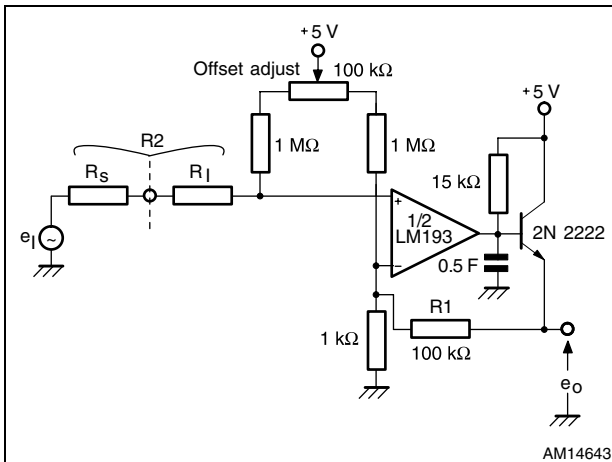 +5 V
Offset adjust
100 kΩ
+5 V
R2
1 MΩ
1 MΩ
Rs
Rl
15 kΩ
eI
~
+
1/2
LM193
−
2N 2222
0.5 F
R1
1 kΩ
100 kΩ
eo
AM14643